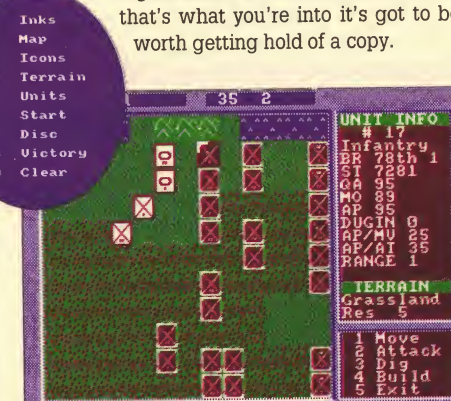 that's what you're into it's got to be
worth getting hold of a copy.
Inks
Map
Icons
Terrain
Units
Start
Disc
Victory
Clear
35 2
UNIT INFO
# 17
Infantry
BR 78th 1
ST 7281
QA 95
MO 89
AP 95
DUGIN 0
AP/MV 25
AP/AT 35
RANGE 1
TERRAIN
Grassland
Res 5
1 Move
2 Attack
3 Dig
4 Build
5 Exit